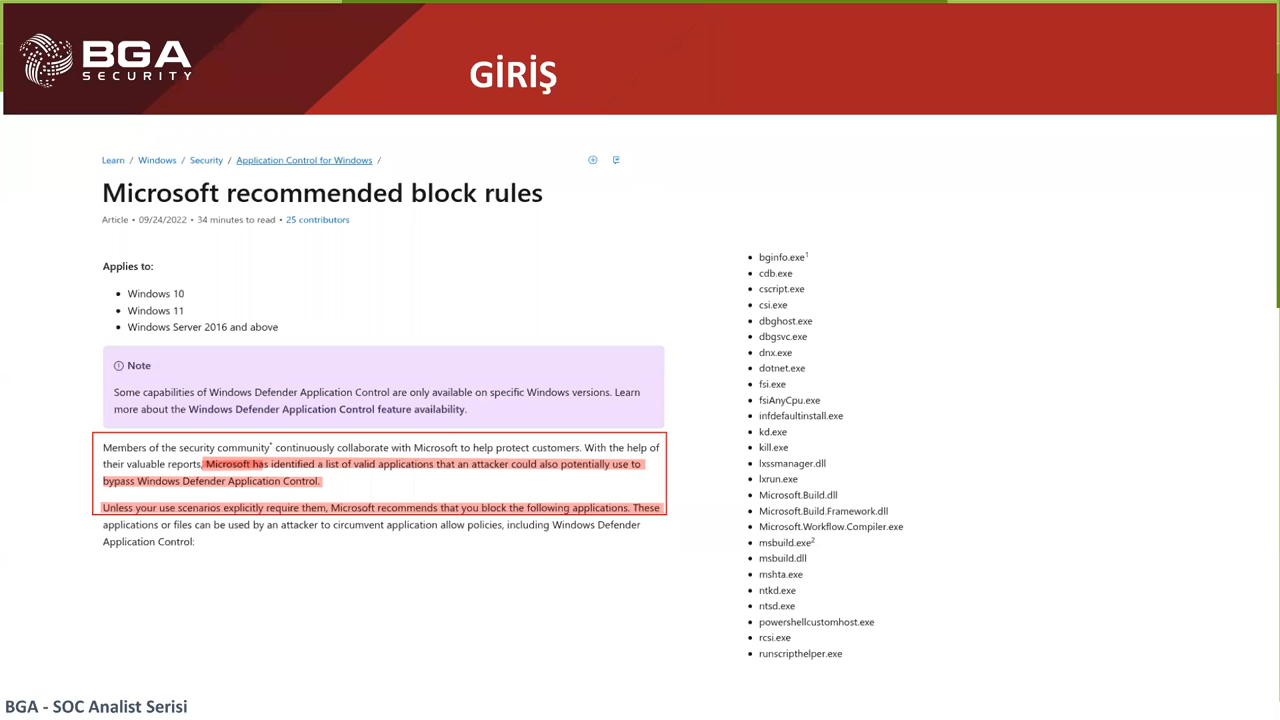 BGA
SECURITY
GİRİŞ
Learn / Windows / Security / Application Control for Windows /
Microsoft recommended block rules
Article • 09/24/2022 • 34 minutes to read • 25 contributors
Applies to:
• Windows 10
• Windows 11
• Windows Server 2016 and above
Note
Some capabilities of Windows Defender Application Control are only available on specific Windows versions. Learn
more about the Windows Defender Application Control feature availability.
Members of the security community* continuously collaborate with Microsoft to help protect customers. With the help of
their valuable reports, Microsoft has identified a list of valid applications that an attacker could also potentially use to
bypass Windows Defender Application Control.
Unless your use scenarios explicitly require them, Microsoft recommends that you block the following applications. These
applications or files can be used by an attacker to circumvent application allow policies, including Windows Defender
Application Control:
• bginfo.exe1
• cdb.exe
• cscript.exe
• csi.exe
• dbghost.exe
• dbgsvc.exe
• dnx.exe
• dotnet.exe
• fsi.exe
• fsiAnyCpu.exe
• infdefaultinstall.exe
• kd.exe
• kill.exe
• lxssmanager.dll
• lxrun.exe
• Microsoft.Build.dll
• Microsoft.Build.Framework.dll
• Microsoft.Workflow.Compiler.exe
• msbuild.exe2
• msbuild.dll
• mshta.exe
• ntkd.exe
• ntsd.exe
• powershellcustomhost.exe
• rcsi.exe
• runscripthelper.exe
BGA - SOC Analist Serisi